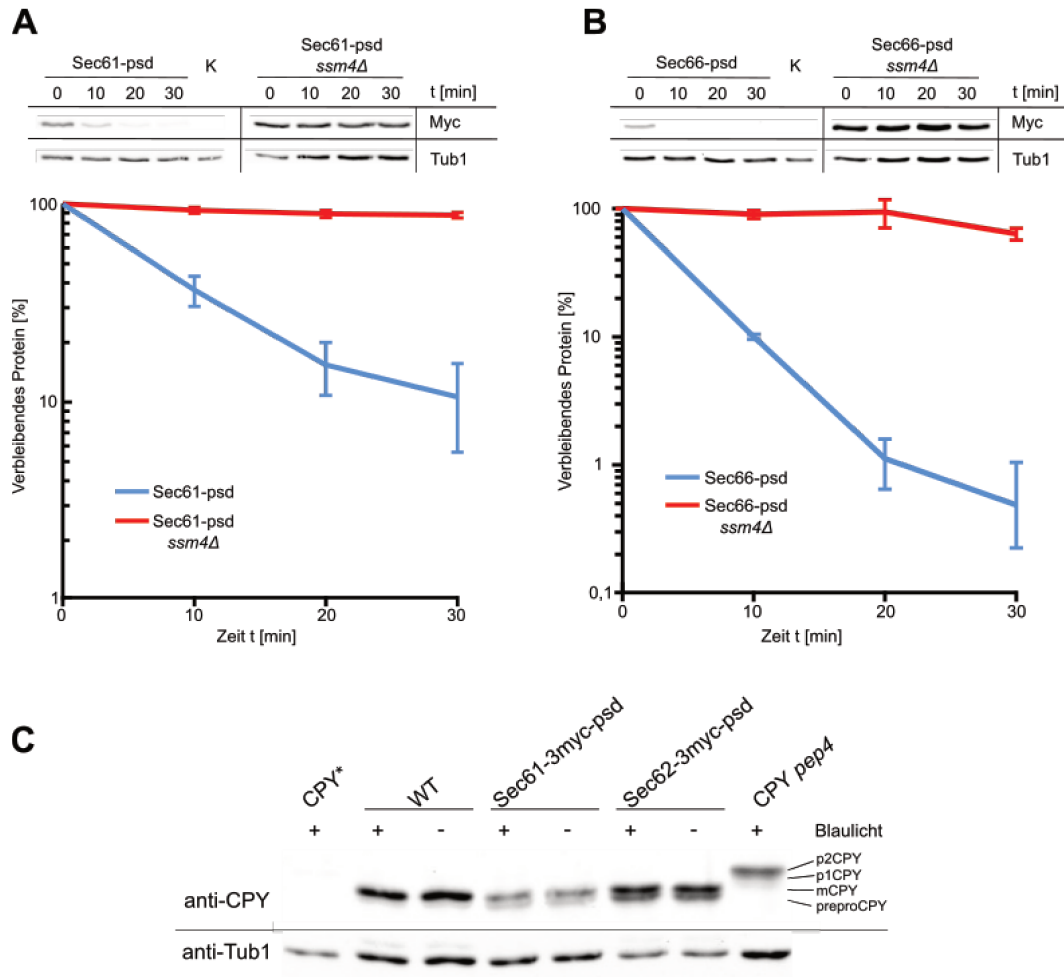 A
Sec61-psd K Sec61-psd
ssm4Δ
0 10 20 30 0 10 20 30 t [min]
Myc
Tub1
100
10
1
0 10 20 30
Verbleibendes Protein [%]
Zeit t [min]
Sec61-psd
Sec61-psd
ssm4Δ
B
Sec66-psd K Sec66-psd
ssm4Δ
0 10 20 30 0 10 20 30 t [min]
Myc
Tub1
100
10
1
0,1
0 10 20 30
Verbleibendes Protein [%]
Zeit t [min]
Sec66-psd
Sec66-psd
ssm4Δ
C
CPY* WT Sec61-3myc-psd Sec62-3myc-psd CPY pep4
+ + - + - + - + Blaulicht
anti-CPY
p2CPY
p1CPY
mCPY
preproCPY
anti-Tub1